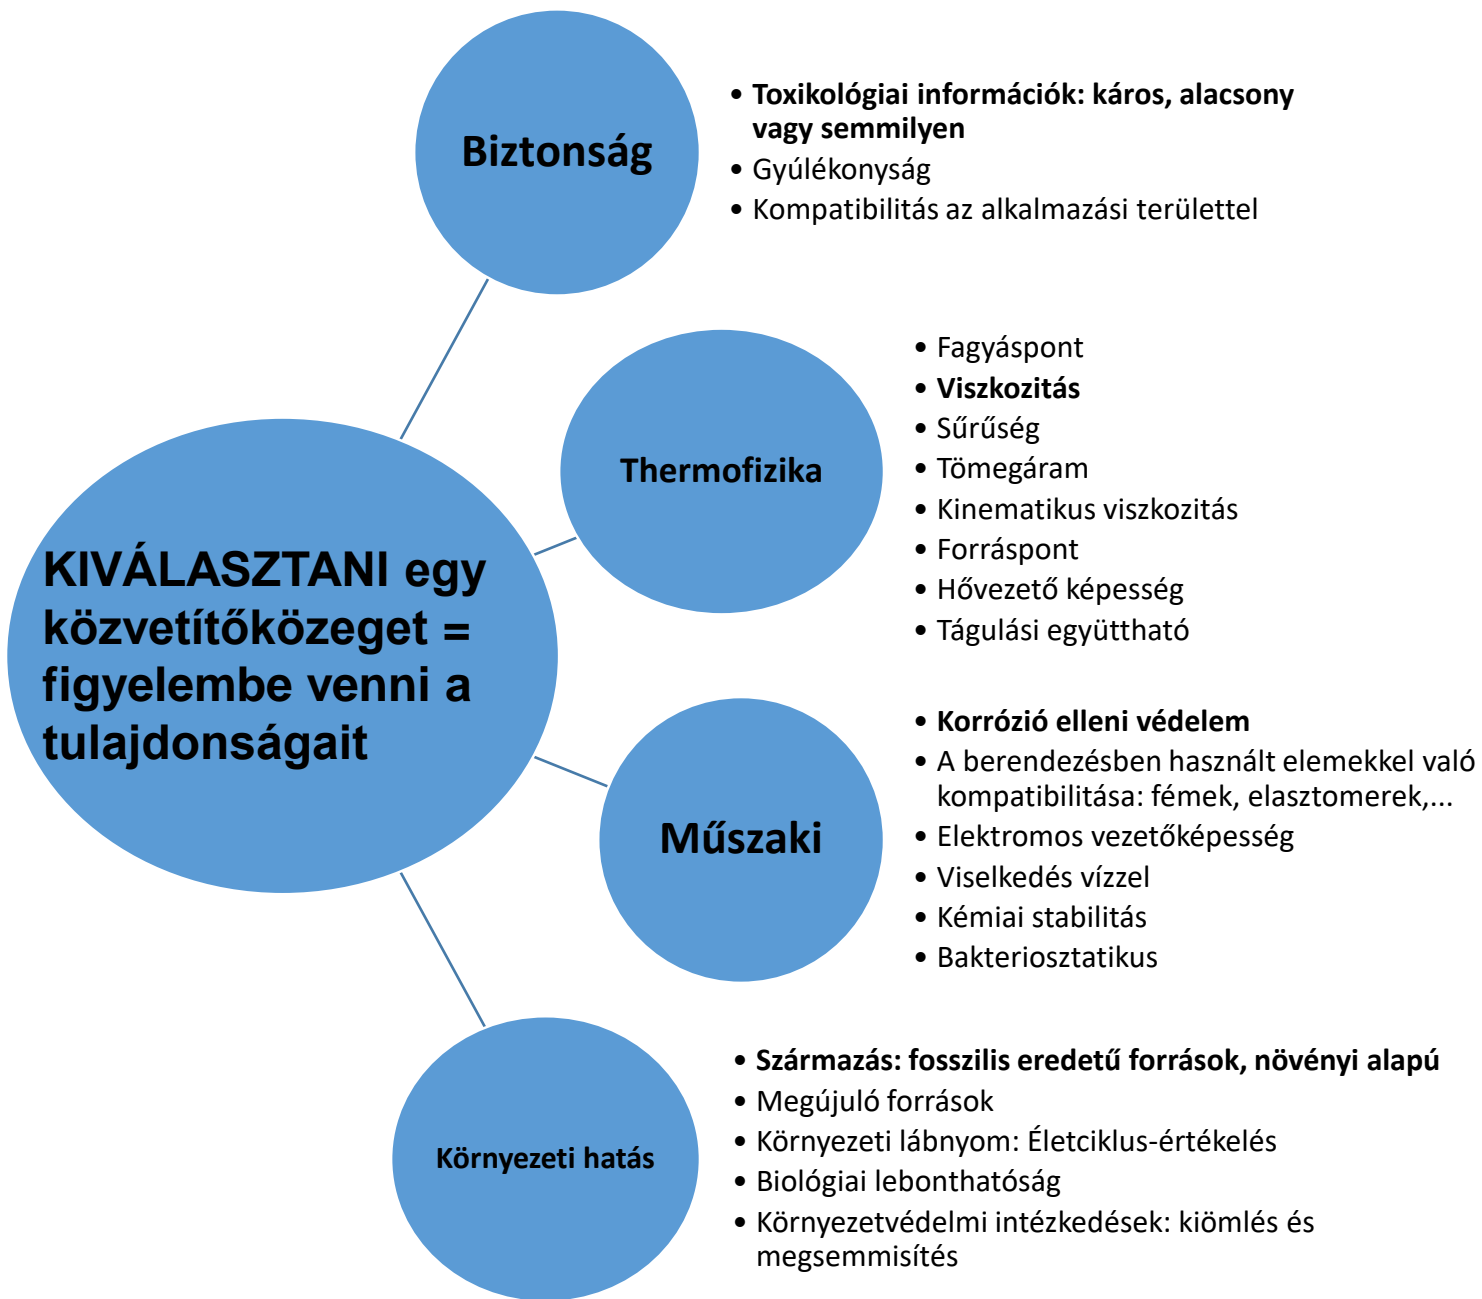 Biztonság
• Toxikológiai információk: káros, alacsony
vagy semmilyen
• Gyúlékonyság
• Kompatibilitás az alkalmazási területtel
KIVÁLASZTANI egy
közvetítőközeget =
figyelembe venni a
tulajdonságait
Thermofizika
• Fagyáspont
• Viszkozitás
• Sűrűség
• Tömegáram
• Kinematikus viszkozitás
• Forráspont
• Hővezető képesség
• Tágulási együttható
Műszaki
• Korrózió elleni védelem
• A berendezésben használt elemekkel való
kompatibilitása: fémek, elasztomerek,...
• Elektromos vezetőképesség
• Viselkedés vízzel
• Kémiai stabilitás
• Bakteriosztatikus
Környezeti hatás
• Származás: fosszilis eredetű források, növényi alapú
• Megújuló források
• Környezeti lábnyom: Életciklus-értékelés
• Biológiai lebonthatóság
• Környezetvédelmi intézkedések: kiömlés és
megsemmisítés